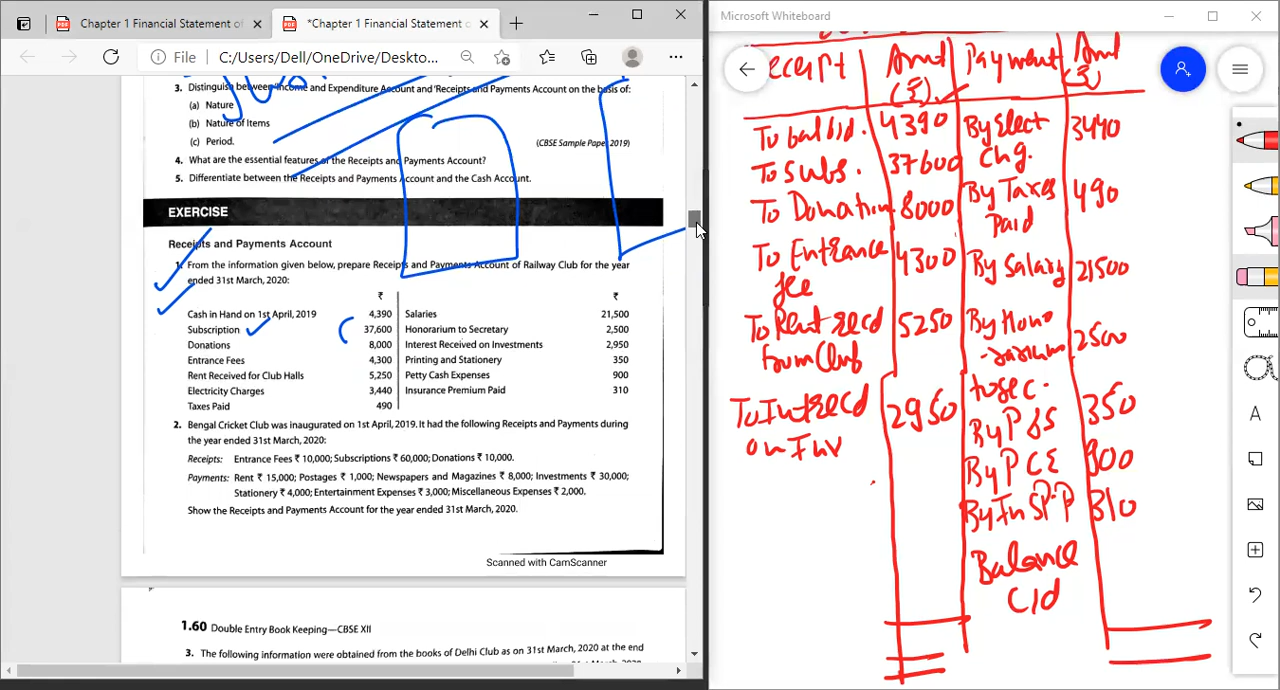 Chapter 1 Financial Statement of
*Chapter 1 Financial Statement of
File
C:/Users/Dell/OneDrive/Deskto...
3. Distinguish between 'Income and Expenditure Account and 'Receipts and Payments Account on the basis of:
(a) Nature
(b) Nature of Items
(c) Period.
(CBSE Sample Paper 2019)
4. What are the essential features of the Receipts and Payments Account?
5. Differentiate between the Receipts and Payments Account and the Cash Account.
EXERCISE
Receipts and Payments Account
1. From the information given below, prepare Receipts and Payments Account of Railway Club for the year
ended 31st March, 2020:
₹ ₹
Cash in Hand on 1st April, 2019 4,390 Salaries 21,500
Subscription 37,600 Honorarium to Secretary 2,500
Donations 8,000 Interest Received on Investments 2,950
Entrance Fees 4,300 Printing and Stationery 350
Rent Received for Club Halls 5,250 Petty Cash Expenses 900
Electricity Charges 3,440 Insurance Premium Paid 310
Taxes Paid 490
2. Bengal Cricket Club was inaugurated on 1st April, 2019. It had the following Receipts and Payments during
the year ended 31st March, 2020:
Receipts: Entrance Fees ₹ 10,000; Subscriptions ₹ 60,000; Donations ₹ 10,000.
Payments: Rent ₹ 15,000; Postages ₹ 1,000; Newspapers and Magazines ₹ 8,000; Investments ₹ 30,000;
Stationery ₹ 4,000; Entertainment Expenses ₹ 3,000; Miscellaneous Expenses ₹ 2,000.
Show the Receipts and Payments Account for the year ended 31st March, 2020.
Scanned with CamScanner
1.60 Double Entry Book Keeping—CBSE XII
3. The following information were obtained from the books of Delhi Club as on 31st March, 2020 at the end
Microsoft Whiteboard
eceipt Amt Payment Amt
(₹) (₹)
To bal b/d. 4390 By Elect 3440
Chg.
To Subs. 37600
To Donation 8000 By Taxes 490
Paid
To Entrance 4300 By Salary 21500
fee
To Rent recd 5250 By Hono 2500
from Club -rarium
to sec.
To Int recd 2950 By P & S 350
on Inv
By P C E 900
By Ins P.P 310
Balance
C/d